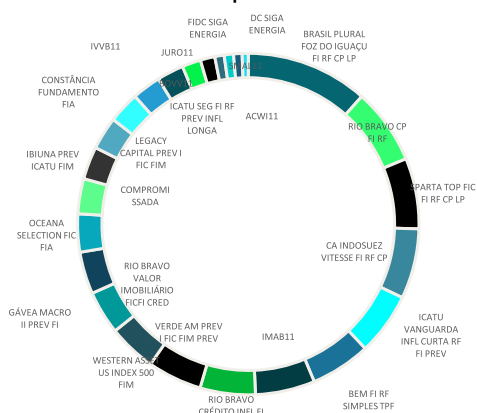 FIDC SIGA
ENERGIA
DC SIGA
ENERGIA
BRASIL PLURAL
FOZ DO IGUAÇU
FI RF CP LP
RIO BRAVO CP
FI RF
SPARTA TOP FIC
FI RF CP LP
CA INDOSUEZ
VITESSE FI RF CP
ICATU
VANGUARDA
INFL CURTA RF
FI PREV
BEM FI RF
SIMPLES TPF
IMAB11
RIO BRAVO
CRÉDITO INFL FI
VERDE AM PREV
I FIC FIM PREV
WESTERN ASSET
US INDEX 500
FIM
RIO BRAVO
VALOR
IMOBILIÁRIO
FICFI CRED
GÁVEA MACRO
II PREV FI
OCEANA
SELECTION FIC
FIA
COMPROMI
SSADA
IBIUNA PREV
ICATU FIM
LEGACY
CAPITAL PREV I
FIC FIM
CONSTÂNCIA
FUNDAMENTO
FIA
ICATU SEG FI RF
PREV INFL
LONGA
IVVB11
JURO11
ACWI11